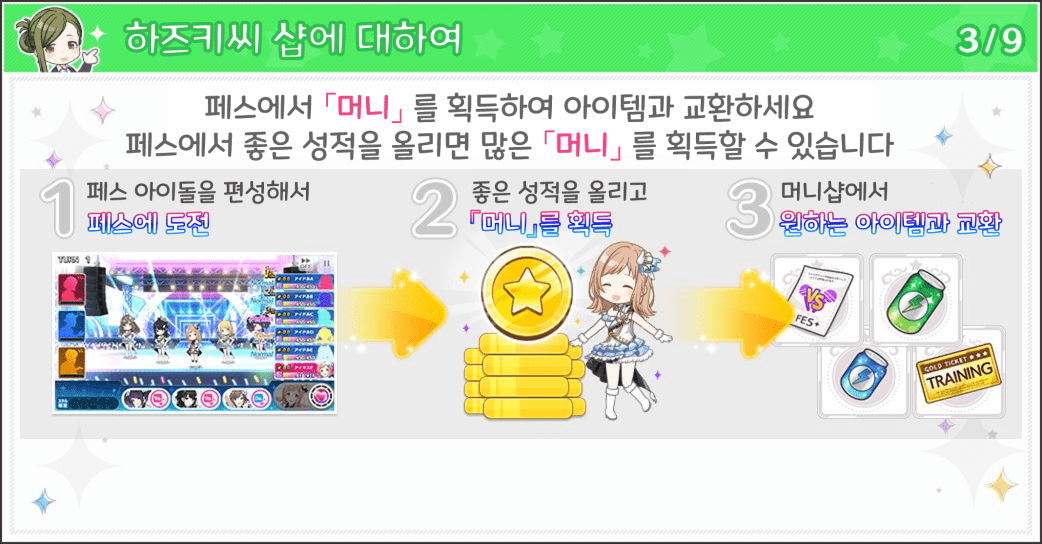 하즈키씨 샵에 대하여
3/9
페스에서 「머니」 를 획득하여 아이템과 교환하세요
페스에서 좋은 성적을 올리면 많은 「머니」 를 획득할 수 있습니다
1 페스 아이돌을 편성해서
페스에 도전
2 좋은 성적을 올리고
「머니」를 획득
3 머니샵에서
원하는 아이템과 교환
TURN 1
Normal
VS
FES+
GOLD TICKET
TRAINING